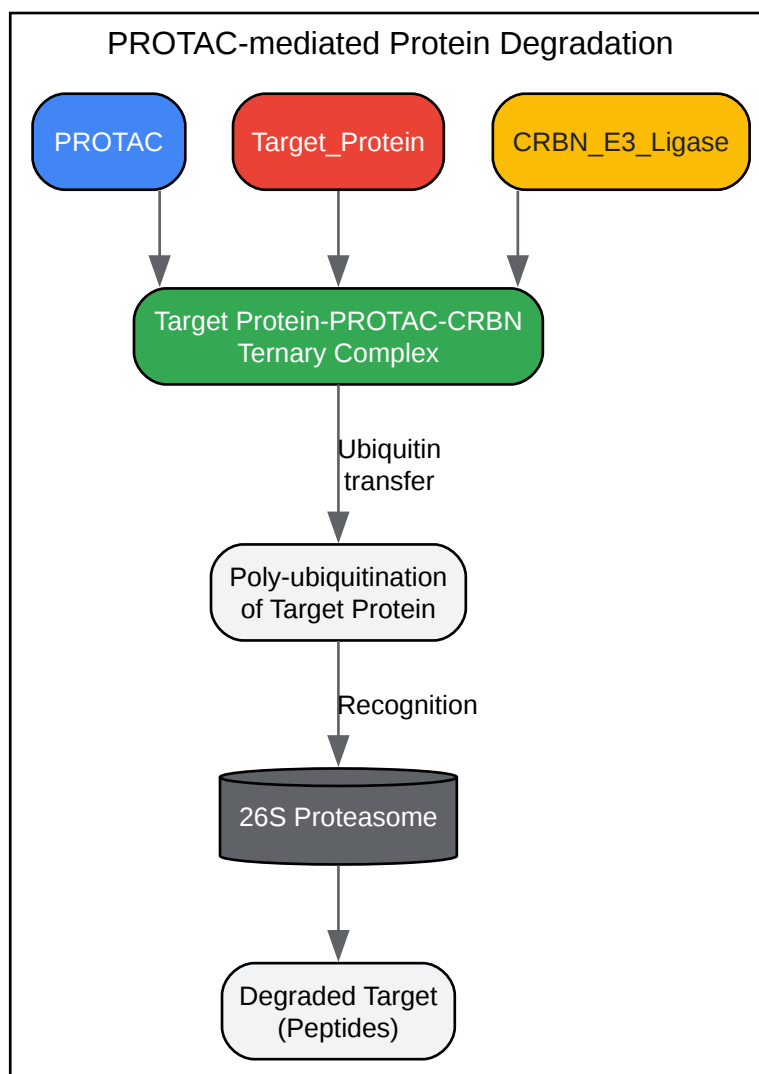 PROTAC-mediated Protein Degradation
PROTAC
Target_Protein
CRBN_E3_Ligase
Target Protein-PROTAC-CRBN
Ternary Complex
Ubiquitin
transfer
Poly-ubiquitination
of Target Protein
Recognition
26S Proteasome
Degraded Target
(Peptides)